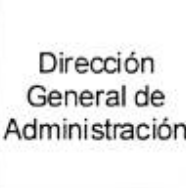 Dirección
General de
Administración